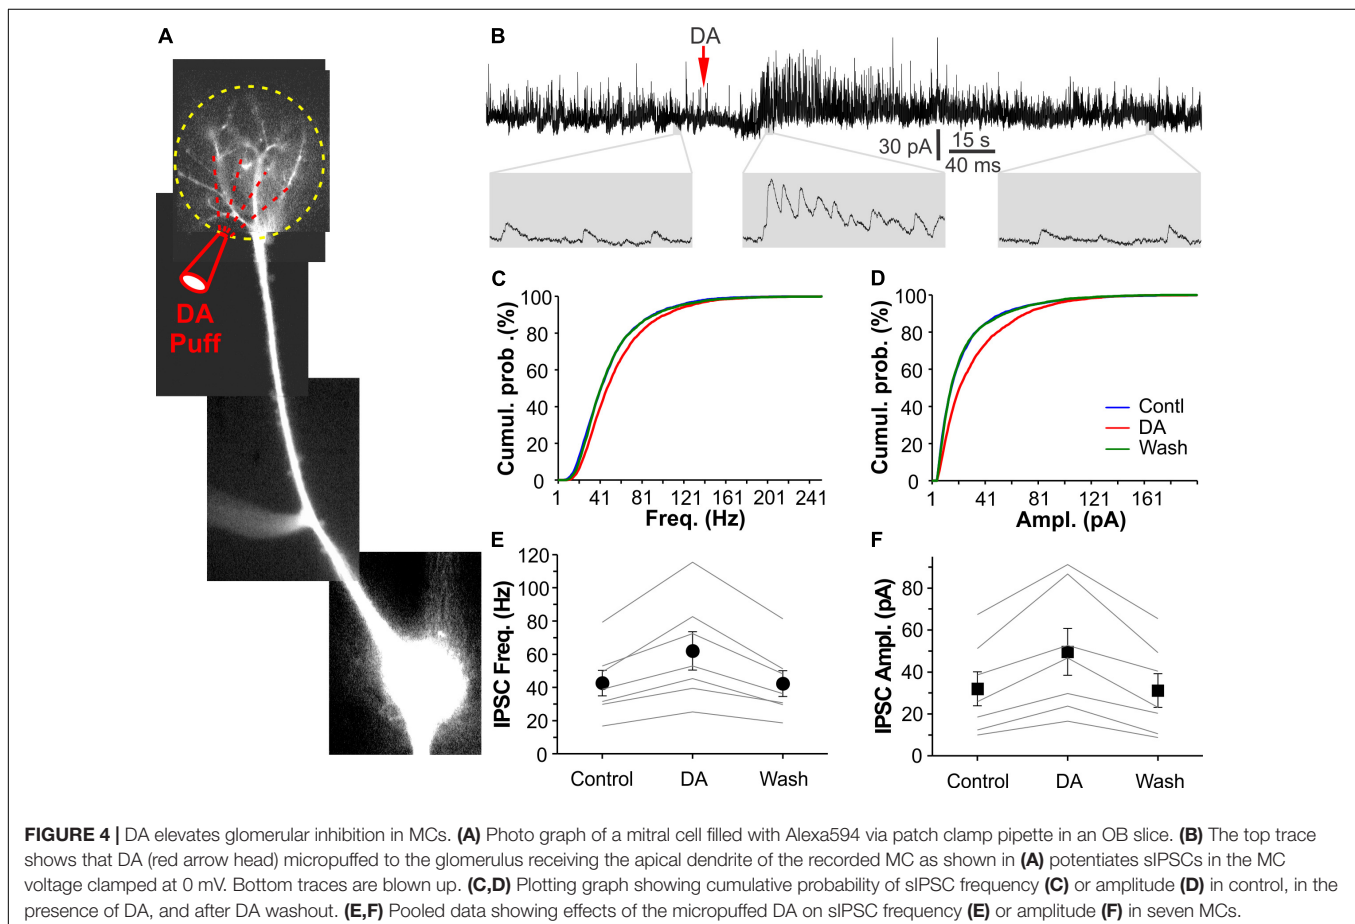 A
DA
Puff
B
DA
30 pA
15 s
40 ms
C
Cumul. prob .(%)
100
80
60
40
20
0
1 41 81 121 161 201 241
Freq. (Hz)
D
Cumul. prob. (%)
100
80
60
40
20
0
1 41 81 121 161
Ampl. (pA)
Contl
DA
Wash
E
IPSC Freq. (Hz)
120
100
80
60
40
20
0
Control DA Wash
F
IPSC Ampl. (pA)
80
60
40
20
0
Control DA Wash
FIGURE 4 | DA elevates glomerular inhibition in MCs. (A) Photo graph of a mitral cell filled with Alexa594 via patch clamp pipette in an OB slice. (B) The top trace
shows that DA (red arrow head) micropuffed to the glomerulus receiving the apical dendrite of the recorded MC as shown in (A) potentiates sIPSCs in the MC
voltage clamped at 0 mV. Bottom traces are blown up. (C,D) Plotting graph showing cumulative probability of sIPSC frequency (C) or amplitude (D) in control, in the
presence of DA, and after DA washout. (E,F) Pooled data showing effects of the micropuffed DA on sIPSC frequency (E) or amplitude (F) in seven MCs.